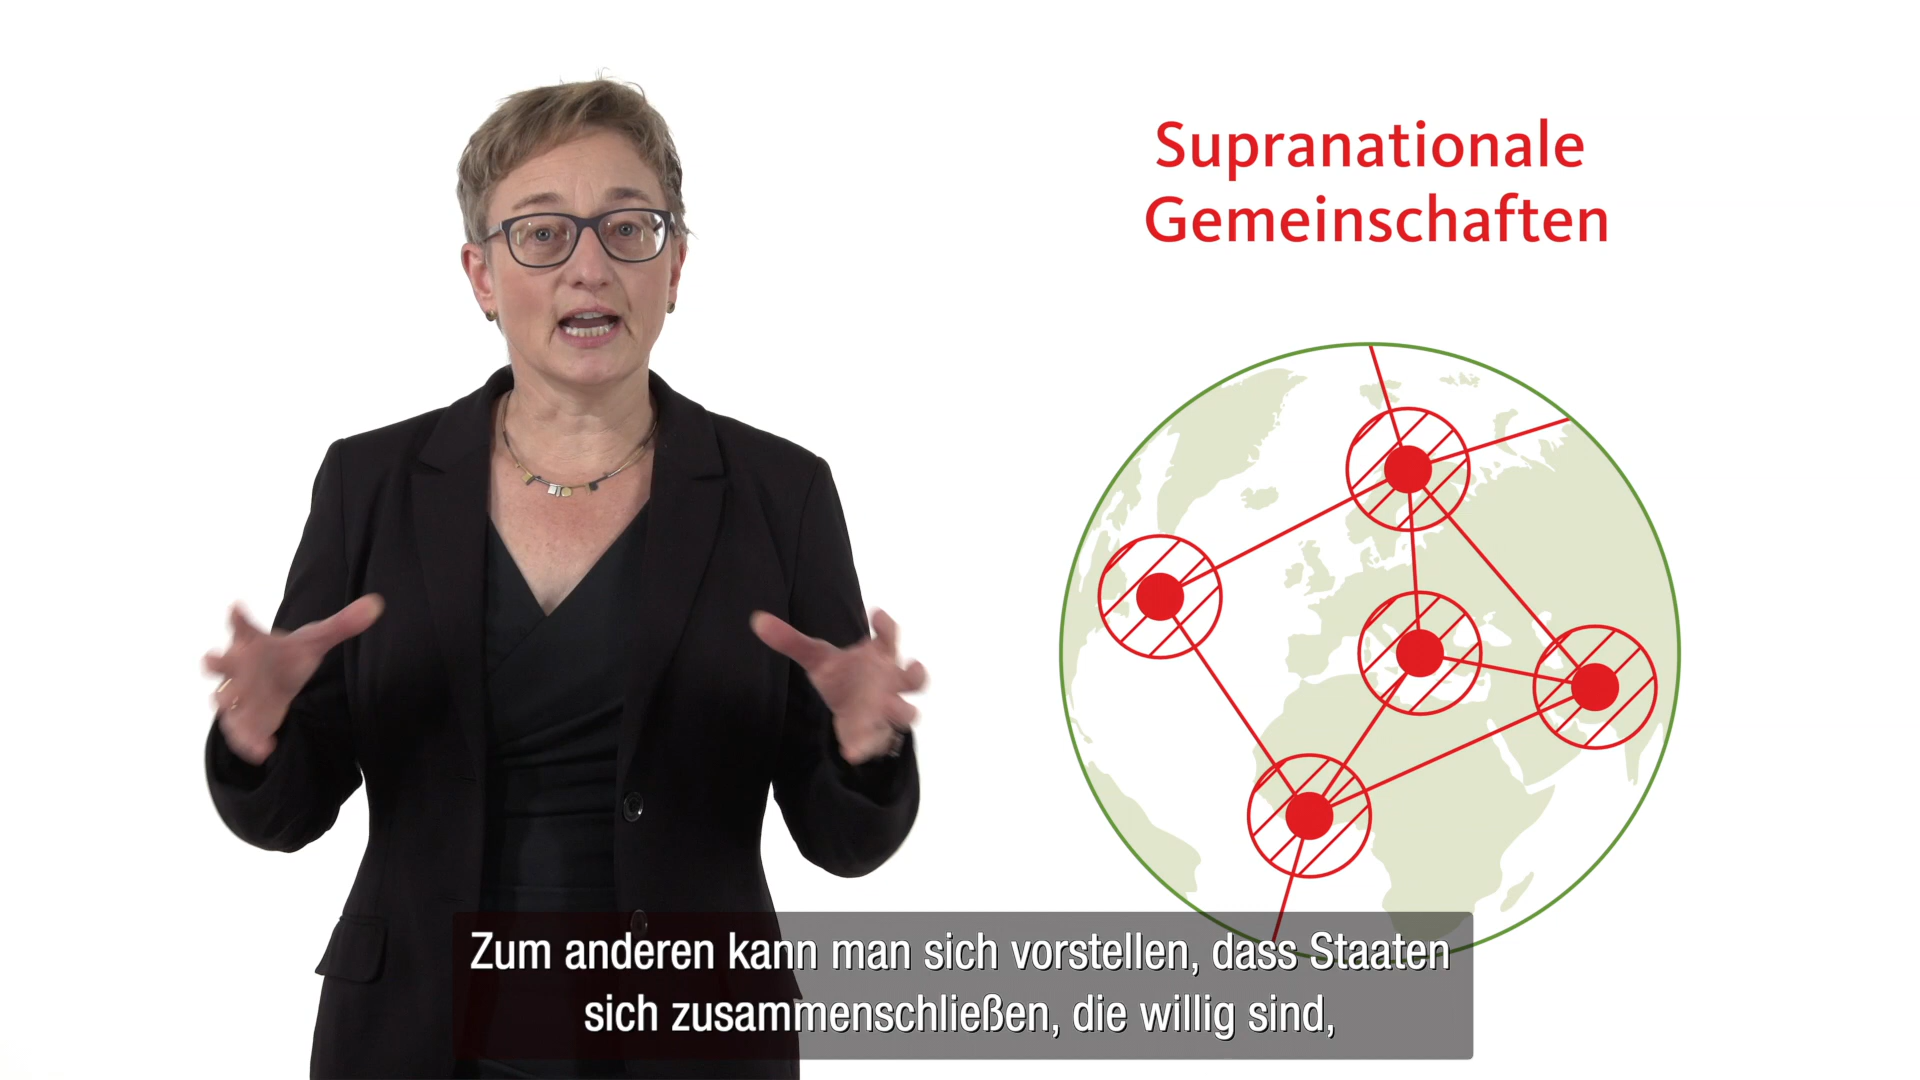 Supranationale
Gemeinschaften
Zum anderen kann man sich vorstellen, dass Staaten
sich zusammenschließen, die willig sind,